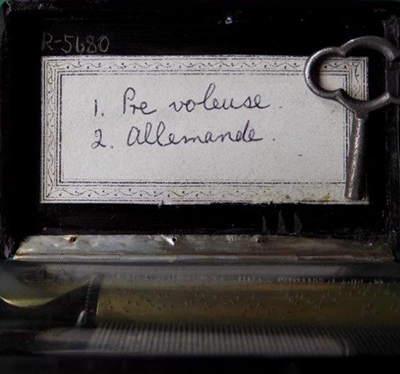 R-5680
1. Pre voleuse.
2. Allemande.